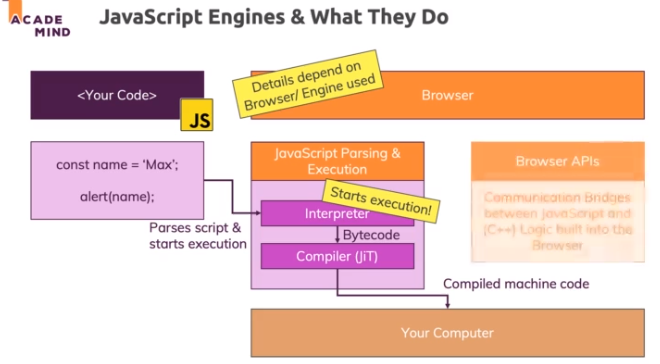 ACADE
MIND
JavaScript Engines & What They Do
<Your Code>
JS
Details depend on
Browser/ Engine used
Browser
const name = 'Max';
alert(name);
JavaScript Parsing &
Execution
Starts execution!
Interpreter
Bytecode
Compiler (JiT)
Parses script &
starts execution
Browser APIs
Communication Bridges
between JavaScript and
(C++) Logic built into the
Browser
Compiled machine code
Your Computer